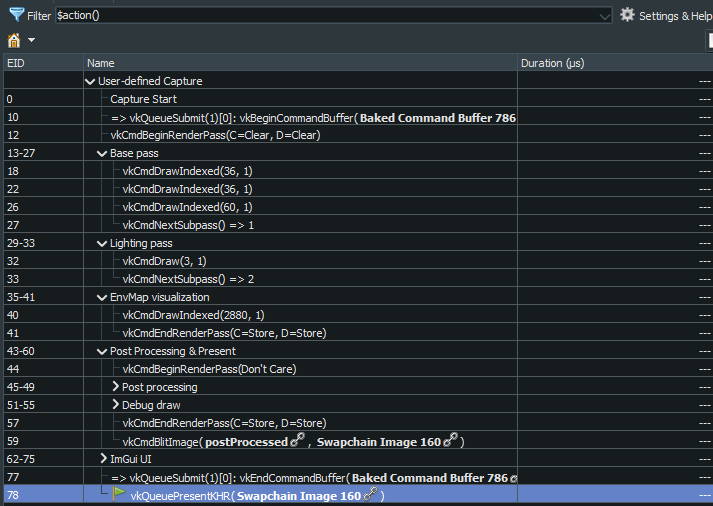 Filter $action() Settings & Help
EID Name Duration (µs)
User-defined Capture ---
0 Capture Start ---
10 => vkQueueSubmit(1)[0]: vkBeginCommandBuffer( Baked Command Buffer 786 ---
12 vkCmdBeginRenderPass(C=Clear, D=Clear) ---
13-27 Base pass ---
18 vkCmdDrawIndexed(36, 1) ---
22 vkCmdDrawIndexed(36, 1) ---
26 vkCmdDrawIndexed(60, 1) ---
27 vkCmdNextSubpass() => 1 ---
29-33 Lighting pass ---
32 vkCmdDraw(3, 1) ---
33 vkCmdNextSubpass() => 2 ---
35-41 EnvMap visualization ---
40 vkCmdDrawIndexed(2880, 1) ---
41 vkCmdEndRenderPass(C=Store, D=Store) ---
43-60 Post Processing & Present ---
44 vkCmdBeginRenderPass(Don't Care) ---
45-49 Post processing ---
51-55 Debug draw ---
57 vkCmdEndRenderPass(C=Store, D=Store) ---
59 vkCmdBlitImage( postProcessed , Swapchain Image 160 ) ---
62-75 ImGui UI ---
77 => vkQueueSubmit(1)[0]: vkEndCommandBuffer( Baked Command Buffer 786 ---
78 vkQueuePresentKHR( Swapchain Image 160 ) ---